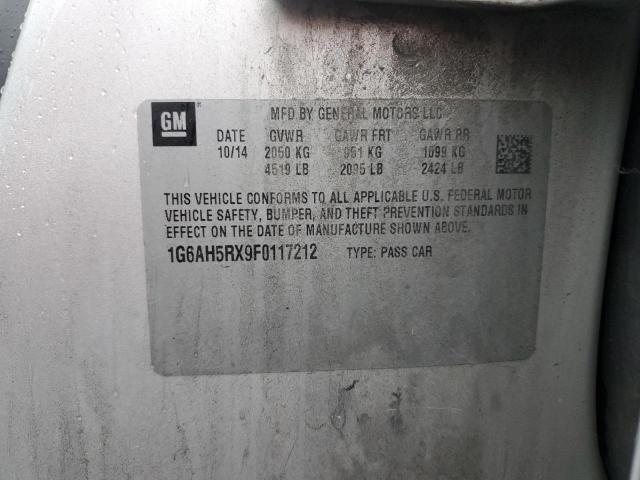 GM
MFD BY GENERAL MOTORS LLC
DATE GVWR GAWR FRT GAWR RR
10/14 2050 KG 951 KG 1099 KG
4519 LB 2095 LB 2424 LB
THIS VEHICLE CONFORMS TO ALL APPLICABLE U.S. FEDERAL MOTOR
VEHICLE SAFETY, BUMPER, AND THEFT PREVENTION STANDARDS IN
EFFECT ON THE DATE OF MANUFACTURE SHOWN ABOVE.
1G6AH5RX9F0117212 TYPE: PASS CAR